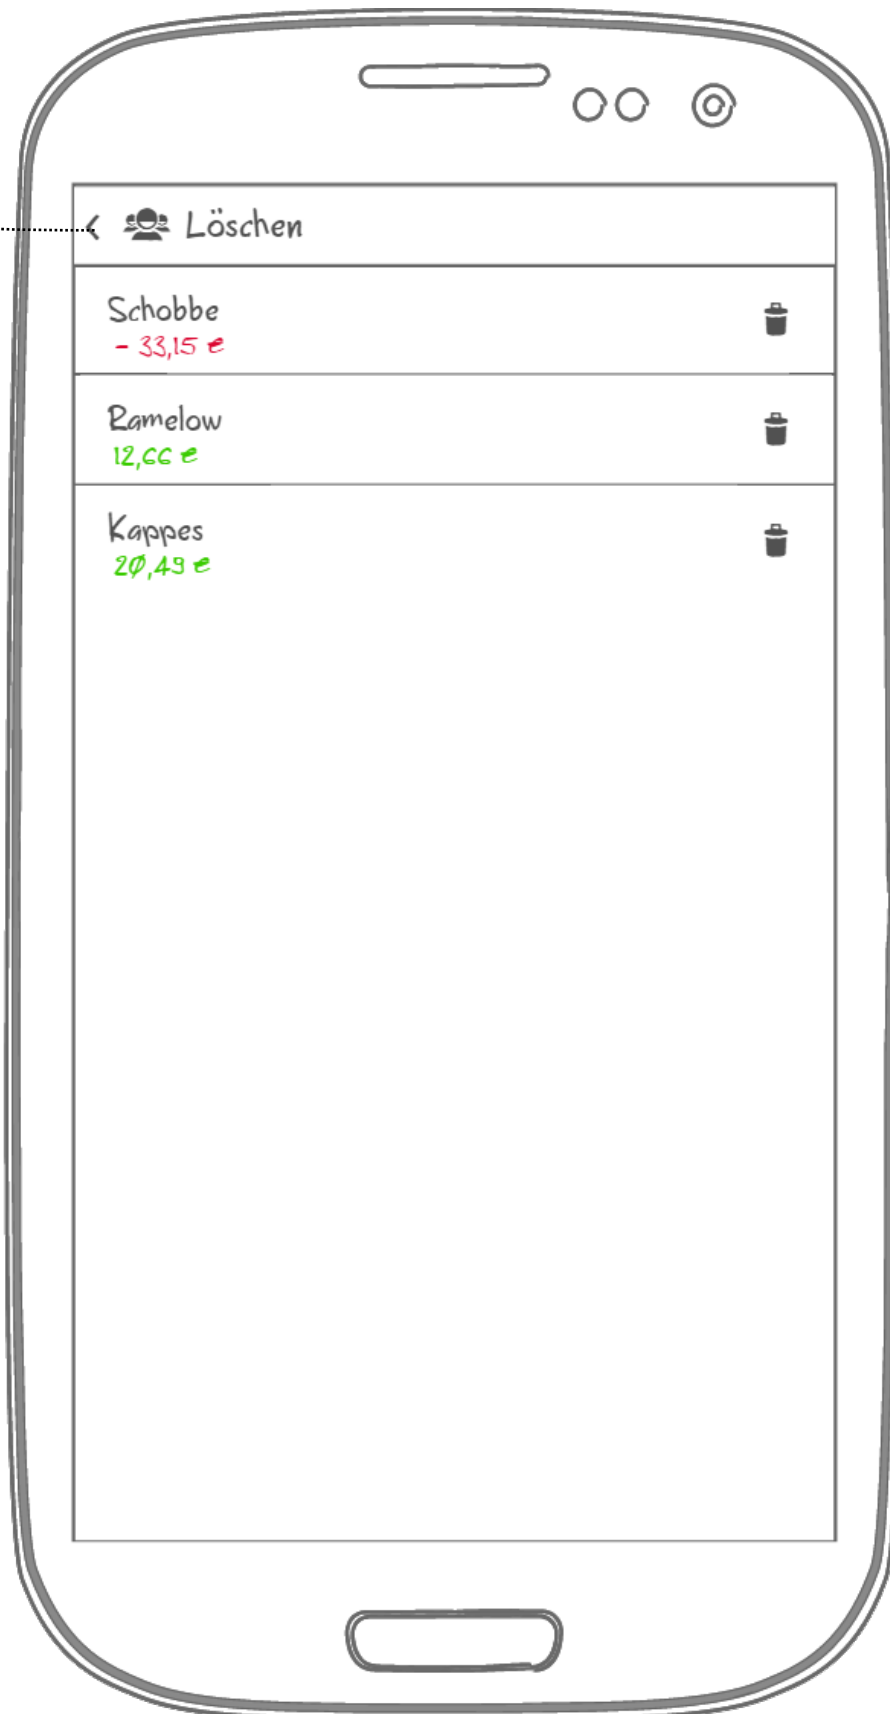 Löschen
Schobbe
- 33,15 €
Ramelow
12,66 €
Kappes
20,49 €